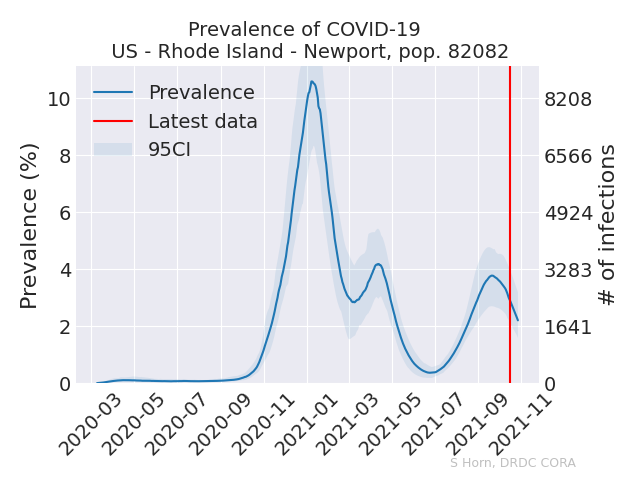 Prevalence of COVID-19
US - Rhode Island - Newport, pop. 82082
Prevalence
Latest data
95CI
Prevalence (%)
10
8
6
4
2
0
8208
6566
4924
3283
1641
0
# of infections
2020-03
2020-05
2020-07
2020-09
2020-11
2021-01
2021-03
2021-05
2021-07
2021-09
2021-11
S Horn, DRDC CORA